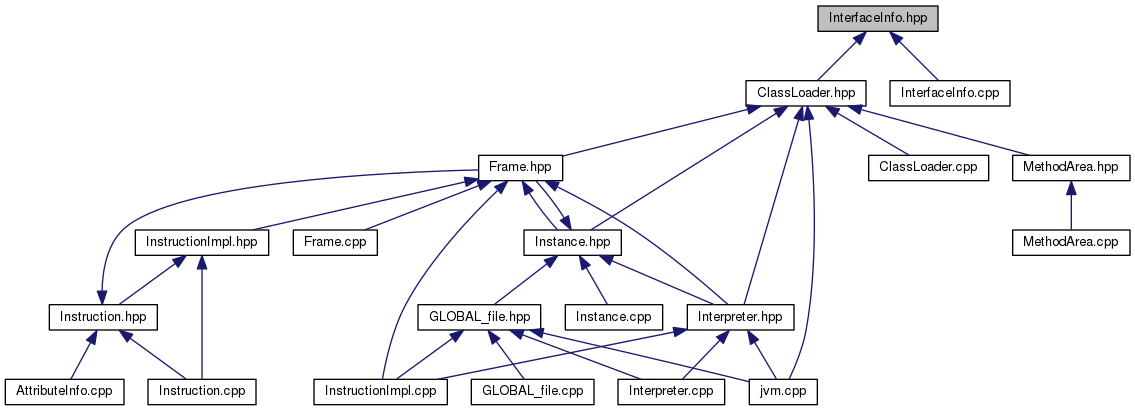 InterfaceInfo.hpp
ClassLoader.hpp
InterfaceInfo.cpp
Frame.hpp
ClassLoader.cpp
MethodArea.hpp
InstructionImpl.hpp
Frame.cpp
Instance.hpp
MethodArea.cpp
Instruction.hpp
GLOBAL_file.hpp
Instance.cpp
Interpreter.hpp
AttributeInfo.cpp
Instruction.cpp
InstructionImpl.cpp
GLOBAL_file.cpp
Interpreter.cpp
jvm.cpp